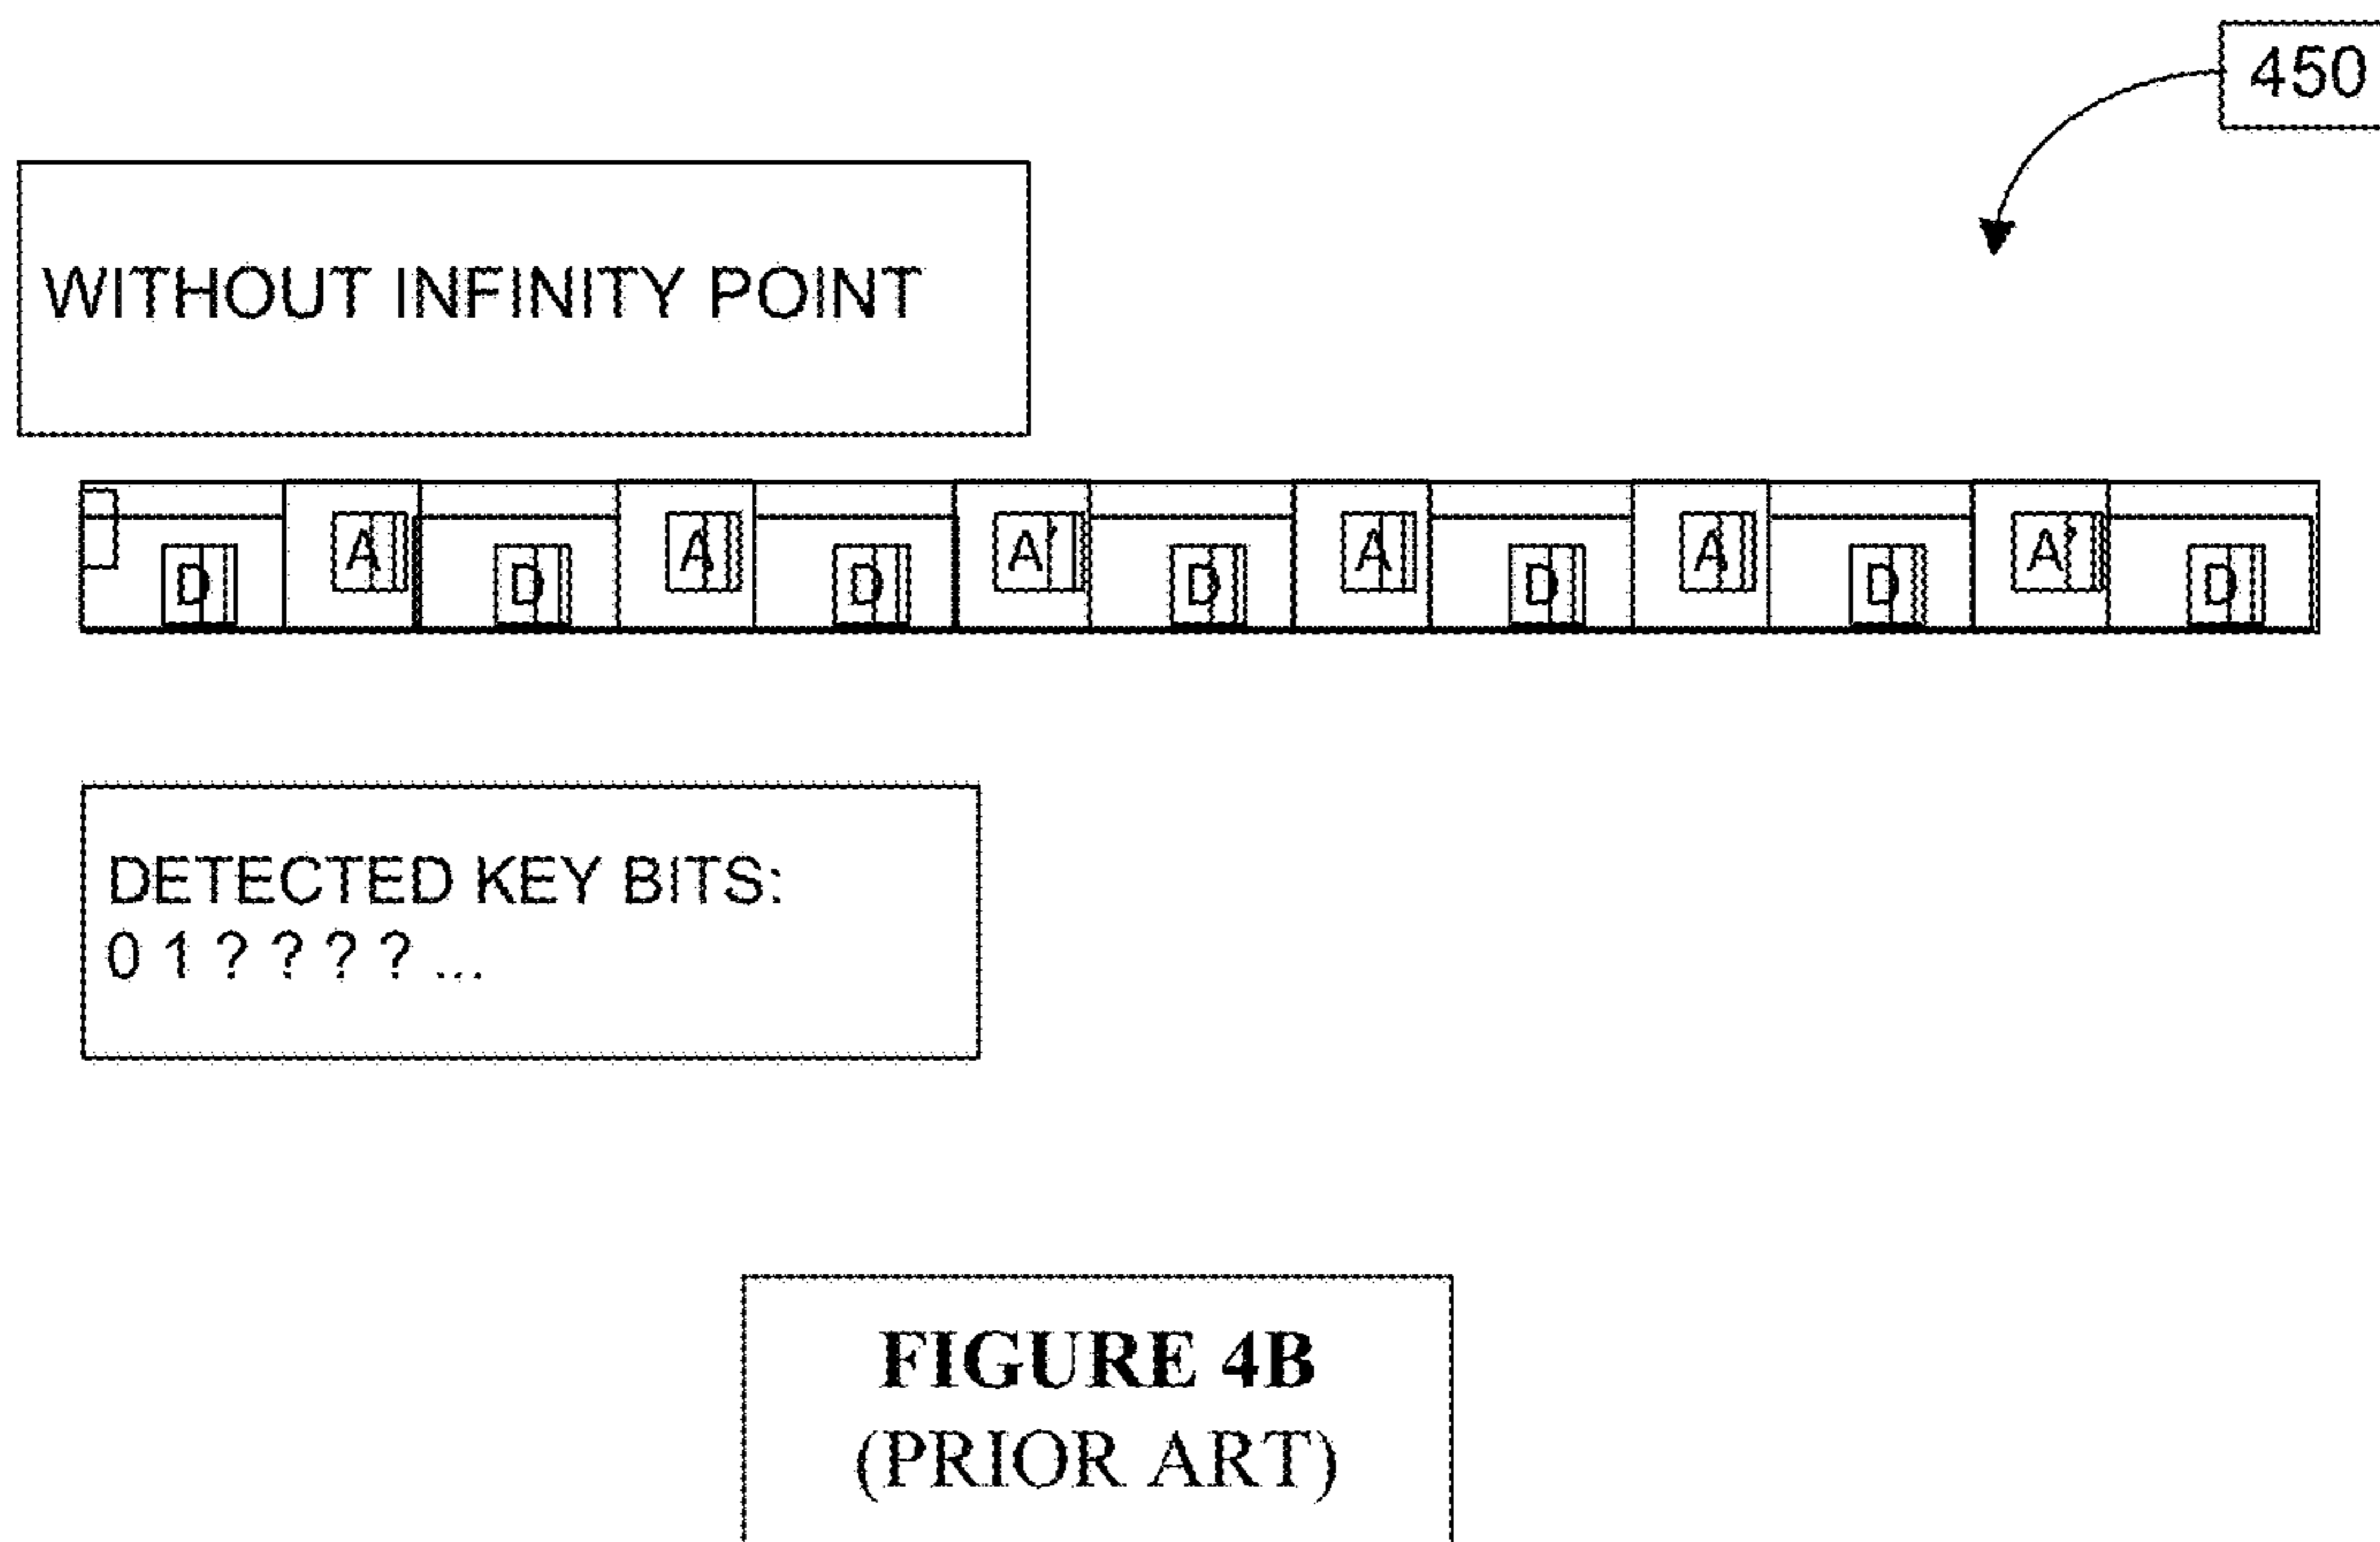 450
WITHOUT INFINITY POINT
D A D A D A' D A D A D A' D
DETECTED KEY BITS:
0 1 ? ? ? ? ...
FIGURE 4B
(PRIOR ART)